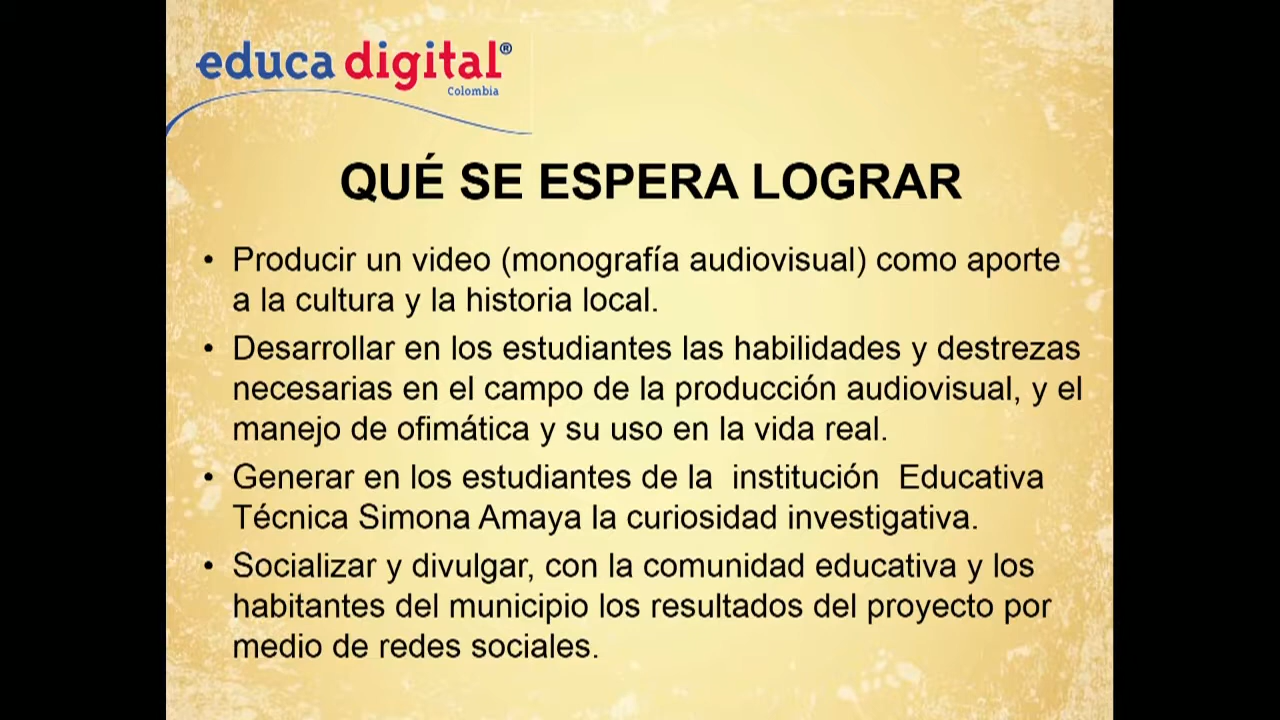 educa digital®
Colombia
QUÉ SE ESPERA LOGRAR
• Producir un video (monografía audiovisual) como aporte
a la cultura y la historia local.
• Desarrollar en los estudiantes las habilidades y destrezas
necesarias en el campo de la producción audiovisual, y el
manejo de ofimática y su uso en la vida real.
• Generar en los estudiantes de la institución Educativa
Técnica Simona Amaya la curiosidad investigativa.
• Socializar y divulgar, con la comunidad educativa y los
habitantes del municipio los resultados del proyecto por
medio de redes sociales.